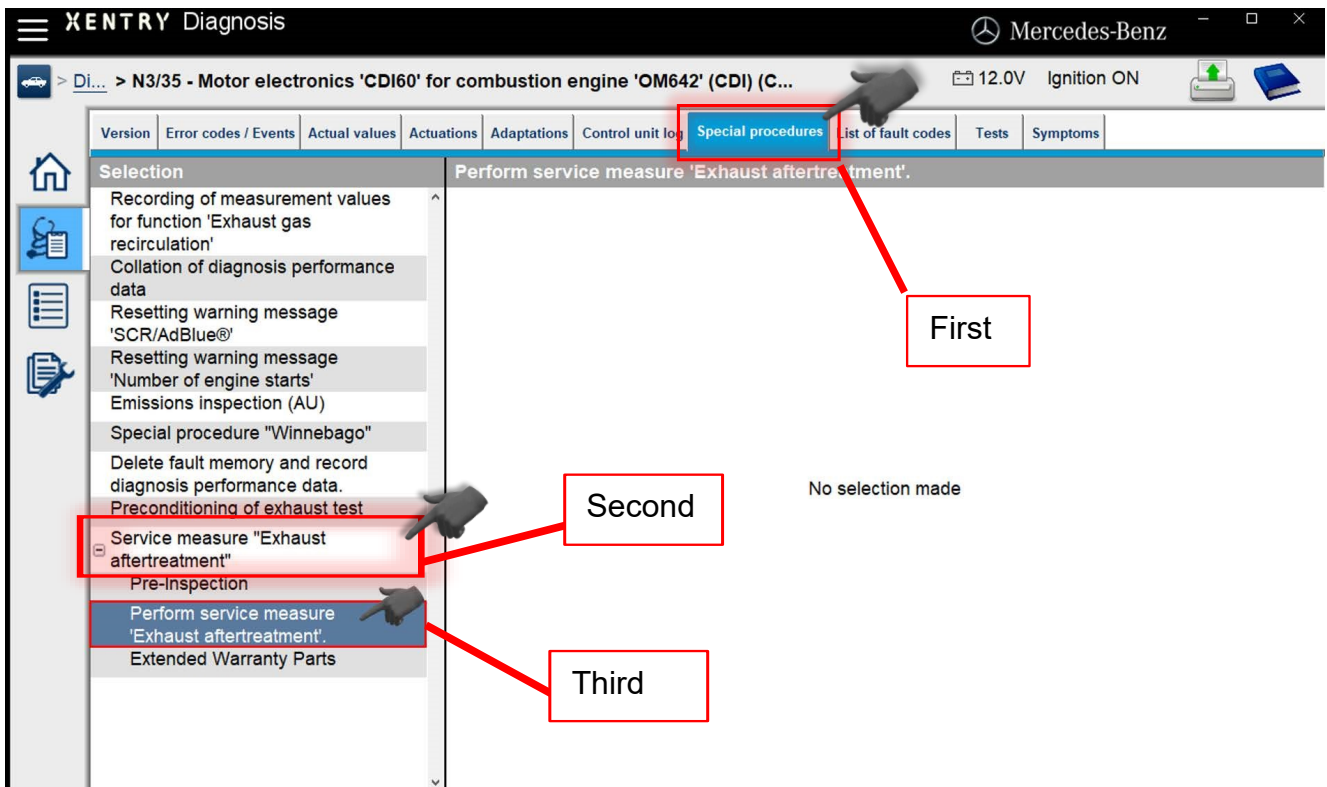 XENTRY Diagnosis
Mercedes-Benz
> Di... > N3/35 - Motor electronics 'CDI60' for combustion engine 'OM642' (CDI) (C...
12.0V Ignition ON
Version Error codes / Events Actual values Actuations Adaptations Control unit log Special procedures List of fault codes Tests Symptoms
Selection
Perform service measure 'Exhaust aftertreatment'.
Recording of measurement values
for function 'Exhaust gas
recirculation'
Collation of diagnosis performance
data
Resetting warning message
'SCR/AdBlue®'
Resetting warning message
'Number of engine starts'
Emissions inspection (AU)
Special procedure "Winnebago"
Delete fault memory and record
diagnosis performance data.
Preconditioning of exhaust test
Service measure "Exhaust
aftertreatment"
Pre-Inspection
Perform service measure
'Exhaust aftertreatment'.
Extended Warranty Parts
First
Second
No selection made
Third